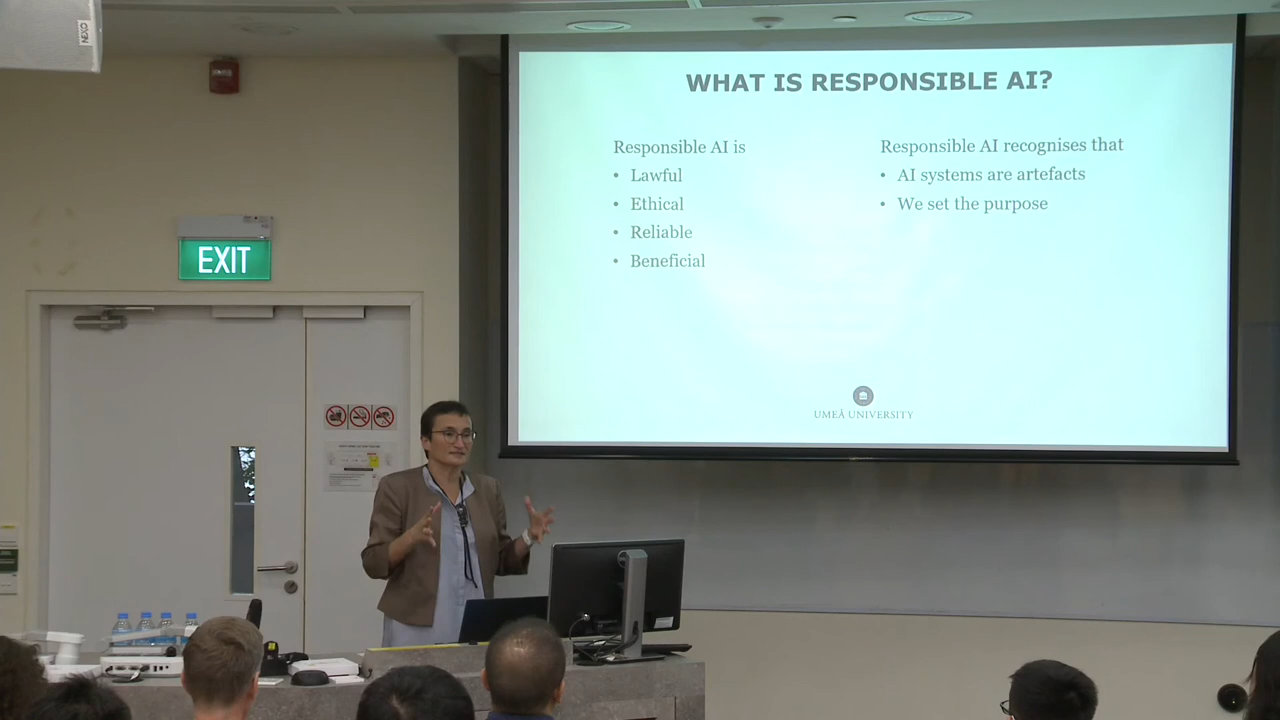 NEXO
WHAT IS RESPONSIBLE AI?
Responsible AI is
• Lawful
• Ethical
• Reliable
• Beneficial
Responsible AI recognises that
• AI systems are artefacts
• We set the purpose
UMEÅ UNIVERSITY
EXIT